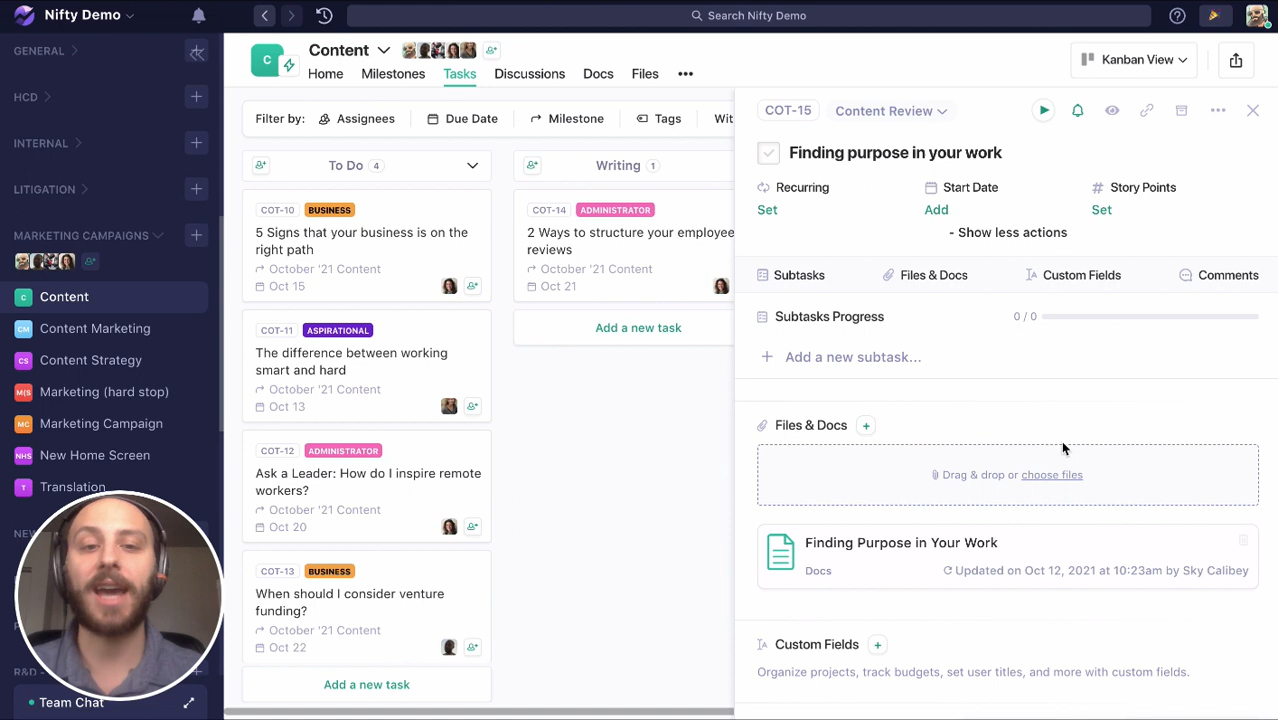 Nifty Demo
Search Nifty Demo
GENERAL
HCD
INTERNAL
LITIGATION
MARKETING CAMPAIGNS
C Content
CM Content Marketing
CS Content Strategy
M(S Marketing (hard stop)
MC Marketing Campaign
NHS New Home Screen
Translation
NEW
R&D
Team Chat
C
Content
Kanban View
Home Milestones Tasks Discussions Docs Files
Filter by: Assignees Due Date Milestone Tags
To Do 4
COT-10 BUSINESS
5 Signs that your business is on the
right path
October '21 Content
Oct 15
COT-11 ASPIRATIONAL
The difference between working
smart and hard
October '21 Content
Oct 13
COT-12 ADMINISTRATOR
Ask a Leader: How do I inspire remote
workers?
October '21 Content
Oct 20
COT-13 BUSINESS
When should I consider venture
funding?
October '21 Content
Oct 22
Add a new task
Writing 1
COT-14 ADMINISTRATOR
2 Ways to structure your employee
reviews
October '21 Content
Oct 21
Add a new task
COT-15 Content Review
Finding purpose in your work
Recurring Start Date # Story Points
Set Add Set
- Show less actions
Subtasks Files & Docs Custom Fields Comments
Subtasks Progress 0 / 0
+ Add a new subtask...
Files & Docs +
Drag & drop or choose files
Finding Purpose in Your Work
Docs Updated on Oct 12, 2021 at 10:23am by Sky Calibey
Custom Fields +
Organize projects, track budgets, set user titles, and more with custom fields.